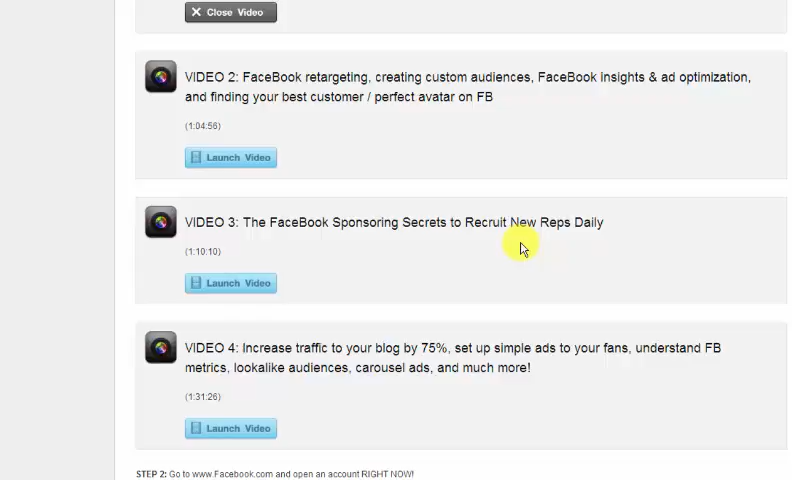 Close Video
VIDEO 2: FaceBook retargeting, creating custom audiences, FaceBook insights & ad optimization,
and finding your best customer / perfect avatar on FB
(1:04:56)
Launch Video
VIDEO 3: The FaceBook Sponsoring Secrets to Recruit New Reps Daily
(1:10:10)
Launch Video
VIDEO 4: Increase traffic to your blog by 75%, set up simple ads to your fans, understand FB
metrics, lookalike audiences, carousel ads, and much more!
(1:31:26)
Launch Video
STEP 2: Go to www.Facebook.com and open an account RIGHT NOW!